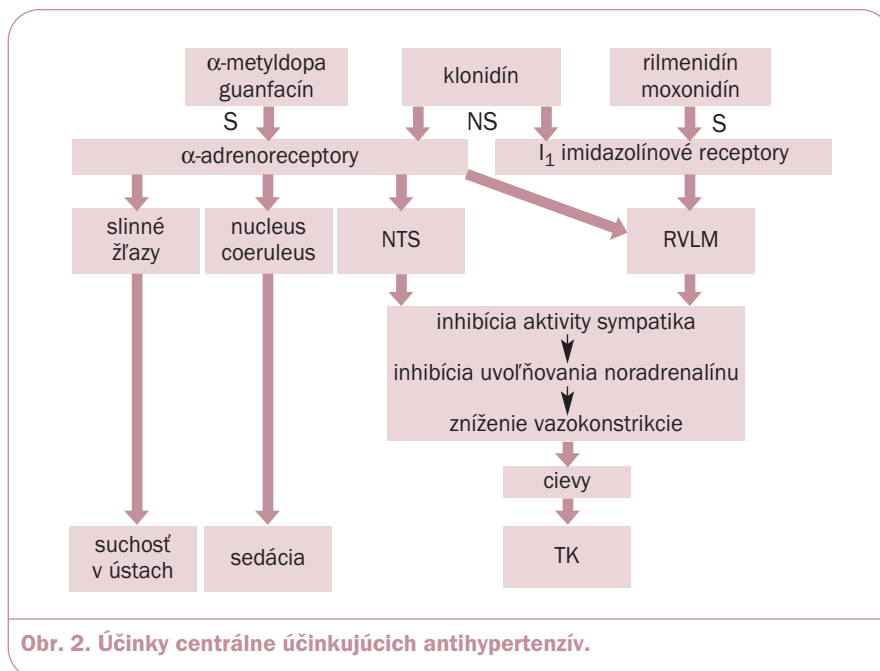 α-metyldopa
guanfacín
klonidín
rilmenidín
moxonidín
S
NS
S
α-adrenoreceptory
I₁ imidazolínové receptory
slinné
žľazy
nucleus
coeruleus
NTS
RVLM
inhibícia aktivity sympatika
inhibícia uvoľňovania noradrenalínu
zníženie vazokonstrikcie
cievy
suchosť
v ústach
sedácia
TK
Obr. 2. Účinky centrálne účinkujúcich antihypertenzív.